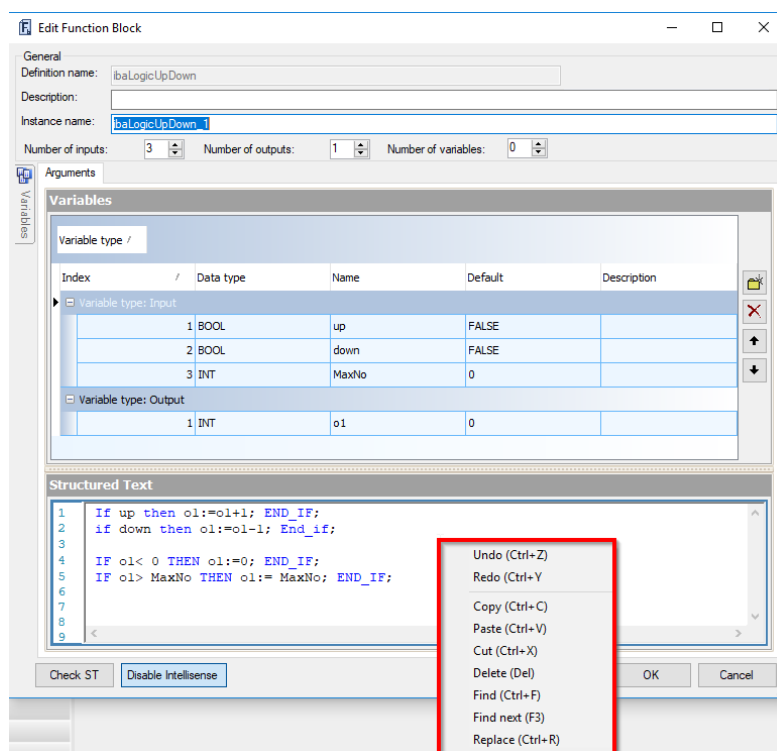 Edit Function Block
General
Definition name: ibaLogicUpDown
Description:
Instance name: ibaLogicUpDown_1
Number of inputs: 3 Number of outputs: 1 Number of variables: 0
Variables
Arguments
Variables
Variable type /
Index / Data type Name Default Description
Variable type: Input
1 BOOL up FALSE
2 BOOL down FALSE
3 INT MaxNo 0
Variable type: Output
1 INT o1 0
Structured Text
1 If up then o1:=o1+1; END_IF;
2 if down then o1:=o1-1; End_if;
3
4 IF o1< 0 THEN o1:=0; END_IF;
5 IF o1> MaxNo THEN o1:= MaxNo; END_IF;
6
7
8
9
Undo (Ctrl+Z)
Redo (Ctrl+Y
Copy (Ctrl+C)
Paste (Ctrl+V)
Cut (Ctrl+X)
Delete (Del)
Find (Ctrl+F)
Find next (F3)
Replace (Ctrl+R)
Check ST Disable Intellisense OK Cancel